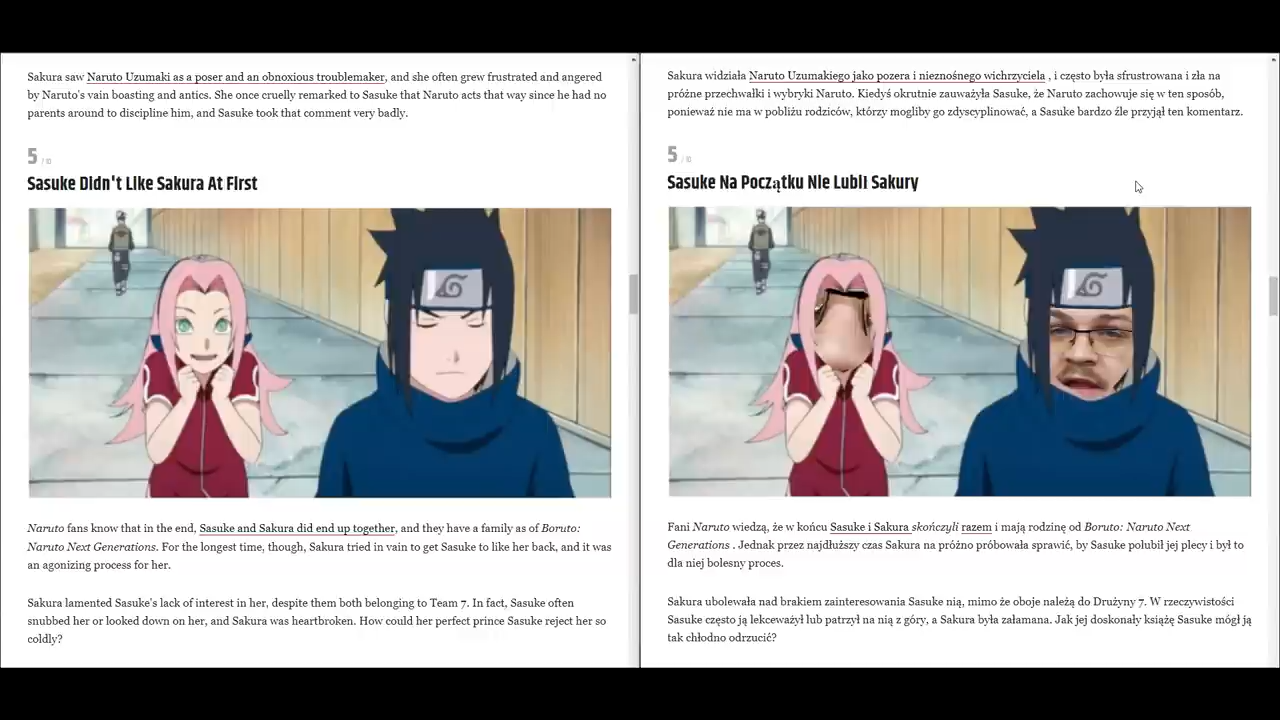 Sakura saw Naruto Uzumaki as a poser and an obnoxious troublemaker, and she often grew frustrated and angered
by Naruto's vain boasting and antics. She once cruelly remarked to Sasuke that Naruto acts that way since he had no
parents around to discipline him, and Sasuke took that comment very badly.
5 / 10
Sasuke Didn't Like Sakura At First
Naruto fans know that in the end, Sasuke and Sakura did end up together, and they have a family as of Boruto:
Naruto Next Generations. For the longest time, though, Sakura tried in vain to get Sasuke to like her back, and it was
an agonizing process for her.
Sakura lamented Sasuke's lack of interest in her, despite them both belonging to Team 7. In fact, Sasuke often
snubbed her or looked down on her, and Sakura was heartbroken. How could her perfect prince Sasuke reject her so
coldly?
Sakura widziała Naruto Uzumakiego jako pozera i nieznośnego wichrzyciela , i często była sfrustrowana i zła na
próżne przechwałki i wybryki Naruto. Kiedyś okrutnie zauważyła Sasuke, że Naruto zachowuje się w ten sposób,
ponieważ nie ma w pobliżu rodziców, którzy mogliby go zdyscyplinować, a Sasuke bardzo źle przyjął ten komentarz.
5 / 10
Sasuke Na Początku Nie Lubił Sakury
Fani Naruto wiedzą, że w końcu Sasuke i Sakura skończyli razem i mają rodzinę od Boruto: Naruto Next
Generations . Jednak przez najdłuższy czas Sakura na próżno próbowała sprawić, by Sasuke polubił jej plecy i był to
dla niej bolesny proces.
Sakura ubolewała nad brakiem zainteresowania Sasuke nią, mimo że oboje należą do Drużyny 7. W rzeczywistości
Sasuke często ją lekceważył lub patrzył na nią z góry, a Sakura była załamana. Jak jej doskonały książę Sasuke mógł ją
tak chłodno odrzucić?